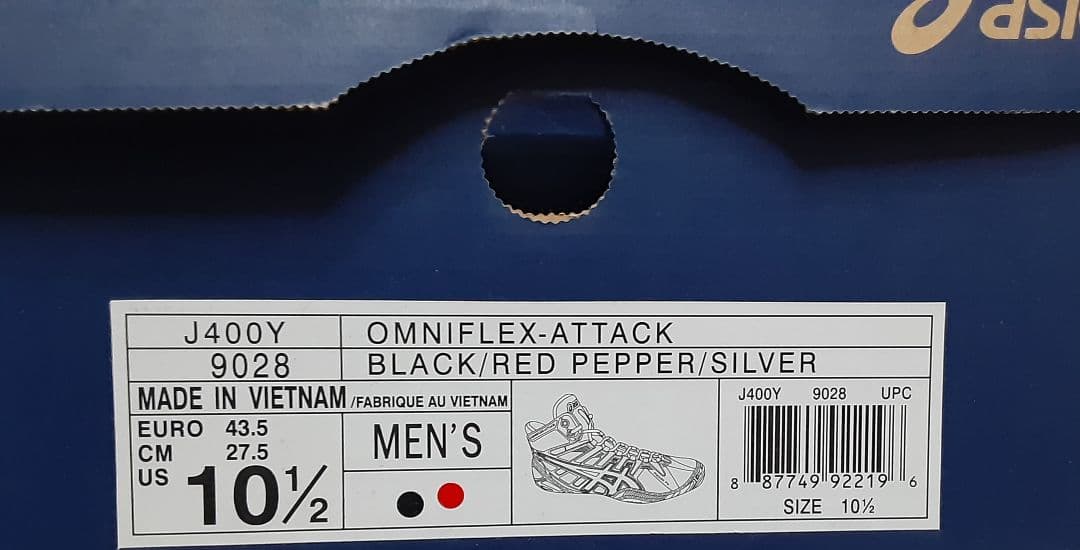 asi
J400Y OMNIFLEX-ATTACK
9028 BLACK/RED PEPPER/SILVER
MADE IN VIETNAM /FABRIQUE AU VIETNAM
EURO 43.5
CM 27.5
US 10½
MEN'S
J400Y 9028 UPC
8 87749 92219 6
SIZE 10½